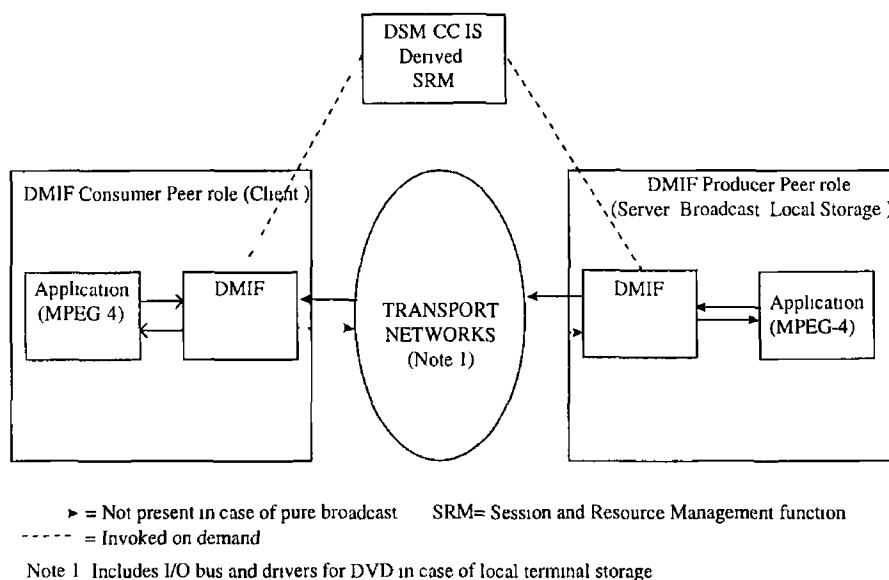 DSM CC IS
Derived
SRM
DMIF Consumer Peer role (Client )
DMIF Producer Peer role
(Server Broadcast Local Storage )
Application
(MPEG 4)
DMIF
TRANSPORT
NETWORKS
(Note 1)
DMIF
Application
(MPEG-4)
= Not present in case of pure broadcast SRM= Session and Resource Management function
= Invoked on demand
Note 1 Includes I/O bus and drivers for DVD in case of local terminal storage